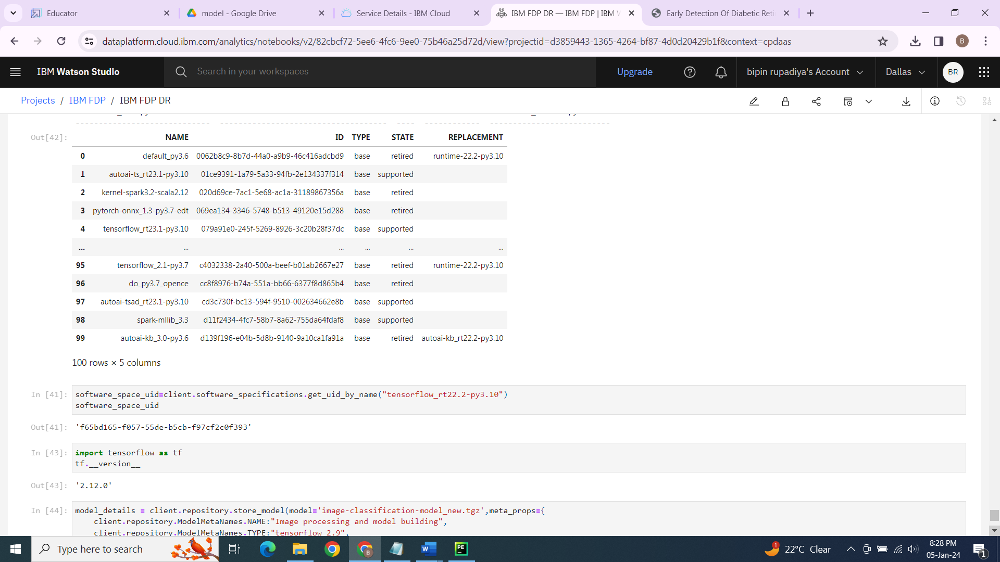 Educator
model - Google Drive
Service Details - IBM Cloud
IBM FDP DR — IBM FDP | IBM W
Early Detection Of Diabetic Reti
dataplatform.cloud.ibm.com/analytics/notebooks/v2/82cbcf72-5ee6-4fc6-9ee0-75b46a25d72d/view?projectid=d3859443-1365-4264-bf87-4d0d20429b1f&context=cpdaas
B
IBM Watson Studio
Search in your workspaces
Upgrade
bipin rupadiya's Account
Dallas
BR
Projects / IBM FDP / IBM FDP DR
----------------------------- ------------------------------------ ---- ------------ --------------------------
Out[42]: NAME ID TYPE STATE REPLACEMENT
0 default_py3.6 0062b8c9-8b7d-44a0-a9b9-46c416adcbd9 base retired runtime-22.2-py3.10
1 autoai-ts_rt23.1-py3.10 01ce9391-1a79-5a33-94fb-2e134337f314 base supported
2 kernel-spark3.2-scala2.12 020d69ce-7ac1-5e68-ac1a-31189867356a base retired
3 pytorch-onnx_1.3-py3.7-edt 069ea134-3346-5748-b513-49120e15d288 base retired
4 tensorflow_rt23.1-py3.10 079a91e0-245f-5269-8926-3c20b28f37dc base supported
... ... ... ... ... ...
95 tensorflow_2.1-py3.7 c4032338-2a40-500a-beef-b01ab2667e27 base retired runtime-22.2-py3.10
96 do_py3.7_opence cc8f8976-b74a-551a-bb66-6377f8d865b4 base retired
97 autoai-tsad_rt23.1-py3.10 cd3c730f-bc13-594f-9510-002634662e8b base supported
98 spark-mllib_3.3 d11f2434-4fc7-58b7-8a62-755da64fdaf8 base supported
99 autoai-kb_3.0-py3.6 d139f196-e04b-5d8b-9140-9a10ca1fa91a base retired autoai-kb_rt22.2-py3.10
100 rows × 5 columns
In [41]: software_space_uid=client.software_specifications.get_uid_by_name("tensorflow_rt22.2-py3.10")
software_space_uid
Out[41]: 'f65bd165-f057-55de-b5cb-f97cf2c0f393'
In [43]: import tensorflow as tf
tf.__version__
Out[43]: '2.12.0'
In [44]: model_details = client.repository.store_model(model='image-classification-model_new.tgz',meta_props={
client.repository.ModelMetaNames.NAME:"Image processing and model building",
client.repository.ModelMetaNames.TYPE:"tensorflow_2.9",
Type here to search
22°C Clear
8:28 PM
05-Jan-24
1